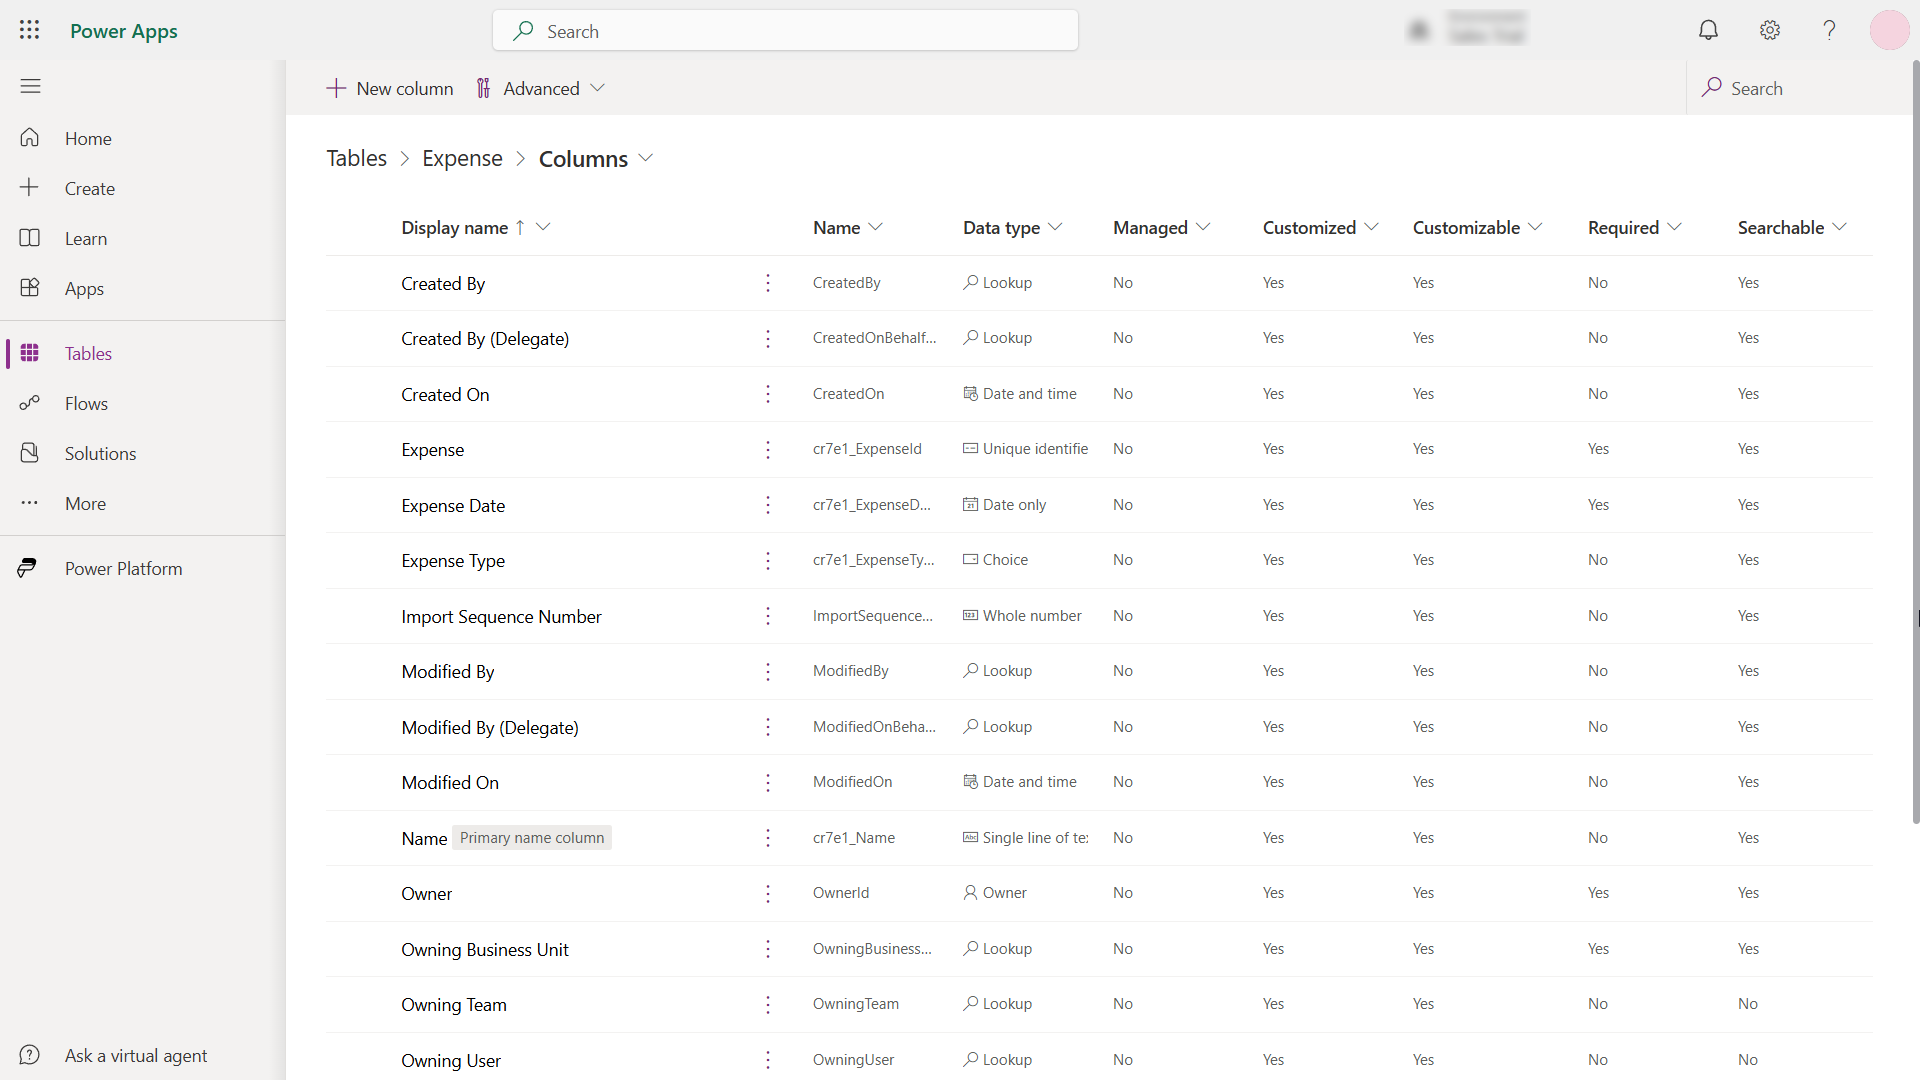 Power Apps
Search
New column
Advanced
Search
Home
Create
Learn
Apps
Tables
Flows
Solutions
More
Power Platform
Ask a virtual agent
Tables > Expense > Columns
Display name ↑ Name Data type Managed Customized Customizable Required Searchable
Created By CreatedBy Lookup No Yes Yes No Yes
Created By (Delegate) CreatedOnBehalf... Lookup No Yes Yes No Yes
Created On CreatedOn Date and time No Yes Yes No Yes
Expense cr7e1_ExpenseId Unique identifie No Yes Yes Yes Yes
Expense Date cr7e1_ExpenseD... Date only No Yes Yes Yes Yes
Expense Type cr7e1_ExpenseTy... Choice No Yes Yes No Yes
Import Sequence Number ImportSequence... Whole number No Yes Yes No Yes
Modified By ModifiedBy Lookup No Yes Yes No Yes
Modified By (Delegate) ModifiedOnBeha... Lookup No Yes Yes No Yes
Modified On ModifiedOn Date and time No Yes Yes No Yes
Name Primary name column cr7e1_Name Single line of te No Yes Yes No Yes
Owner OwnerId Owner No Yes Yes Yes Yes
Owning Business Unit OwningBusiness... Lookup No Yes Yes Yes Yes
Owning Team OwningTeam Lookup No Yes Yes No No
Owning User OwningUser Lookup No Yes Yes No No